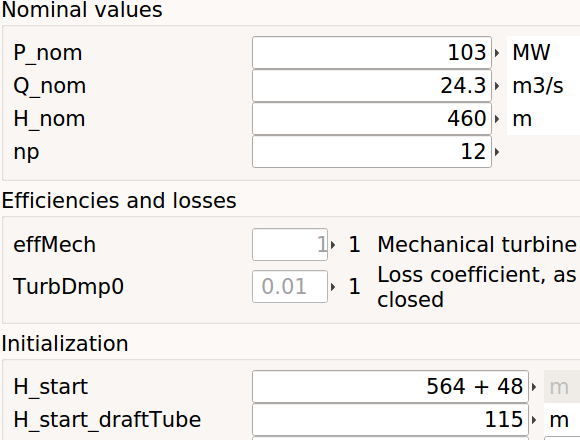 Nominal values
P_nom 103 MW
Q_nom 24.3 m3/s
H_nom 460 m
np 12
Efficiencies and losses
effMech 1 1 Mechanical turbine
TurbDmp0 0.01 1 Loss coefficient, as
closed
Initialization
H_start 564 + 48 m
H_start_draftTube 115 m